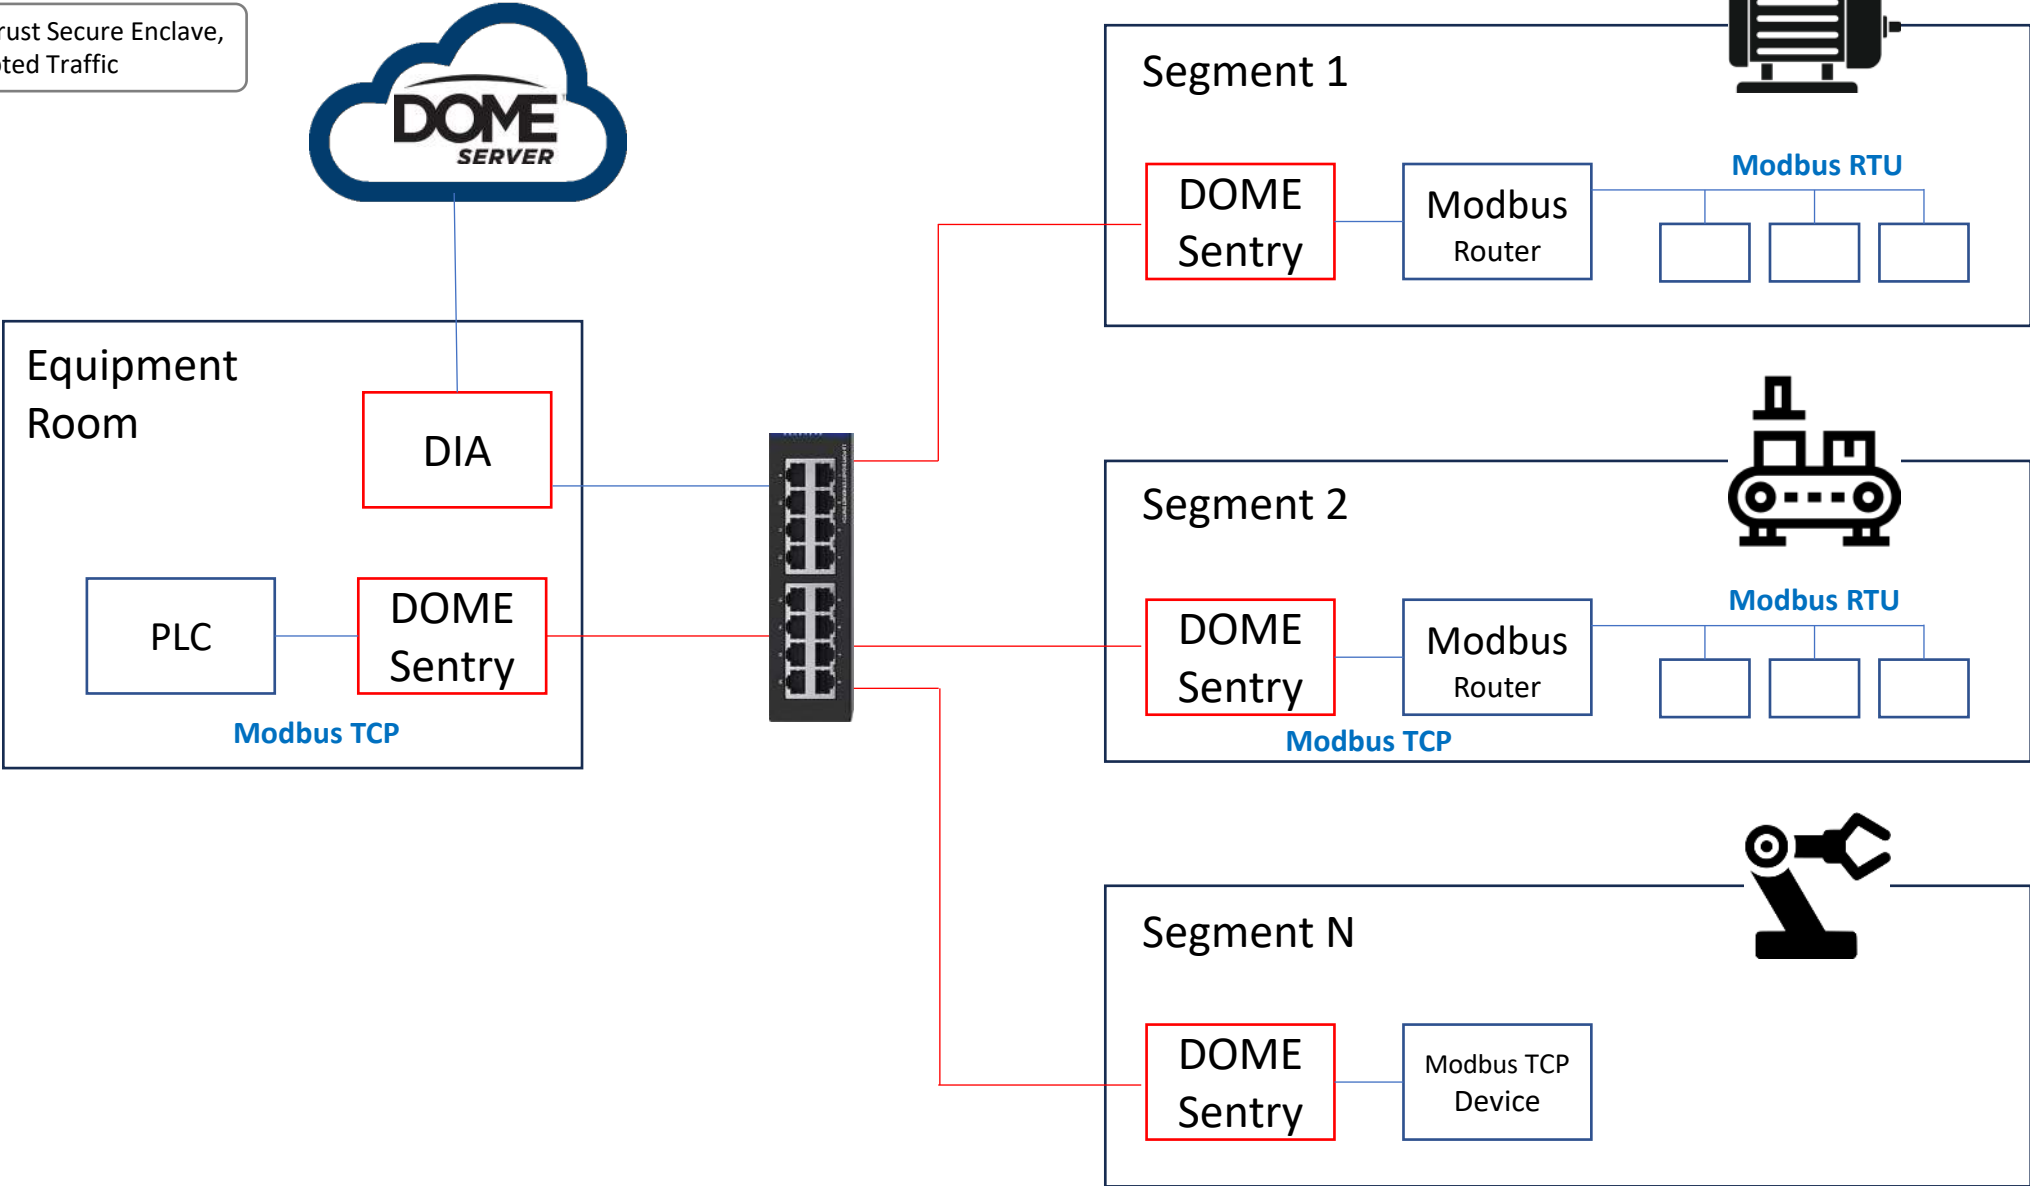 rust Secure Enclave,
oted Traffic
DOME
SERVER
Equipment
Room
DIA
PLC
DOME
Sentry
Modbus TCP
Segment 1
DOME
Sentry
Modbus
Router
Modbus RTU
Segment 2
DOME
Sentry
Modbus
Router
Modbus RTU
Modbus TCP
Segment N
DOME
Sentry
Modbus TCP
Device